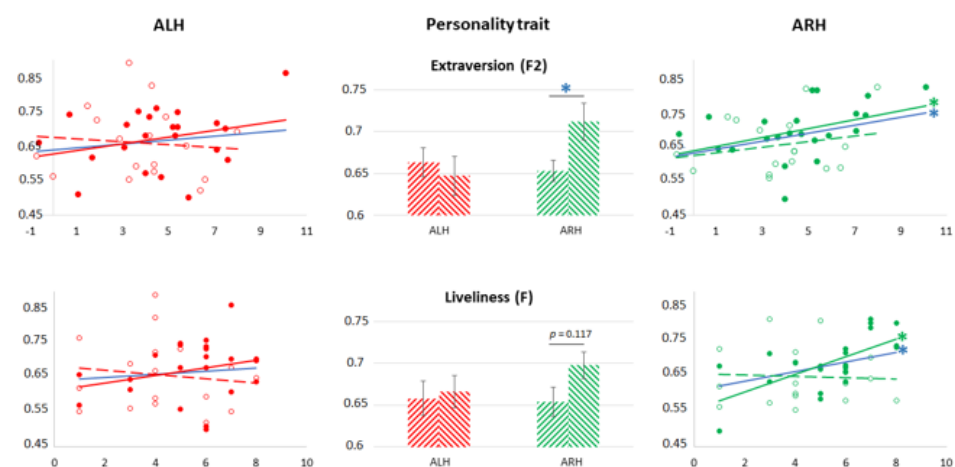 ALH
Personality trait
ARH
Extraversion (F2)
0.85
0.75
0.65
0.55
0.45
-1 1 3 5 7 9 11
0.75
0.7
0.65
0.6
*
ALH ARH
0.85
0.75
0.65
0.55
0.45
-1 1 3 5 7 9 11
*
*
Liveliness (F)
0.85
0.75
0.65
0.55
0.45
0 2 4 6 8 10
0.75
0.7
0.65
0.6
p = 0.117
ALH ARH
0.85
0.75
0.65
0.55
0.45
0 2 4 6 8 10
*
*